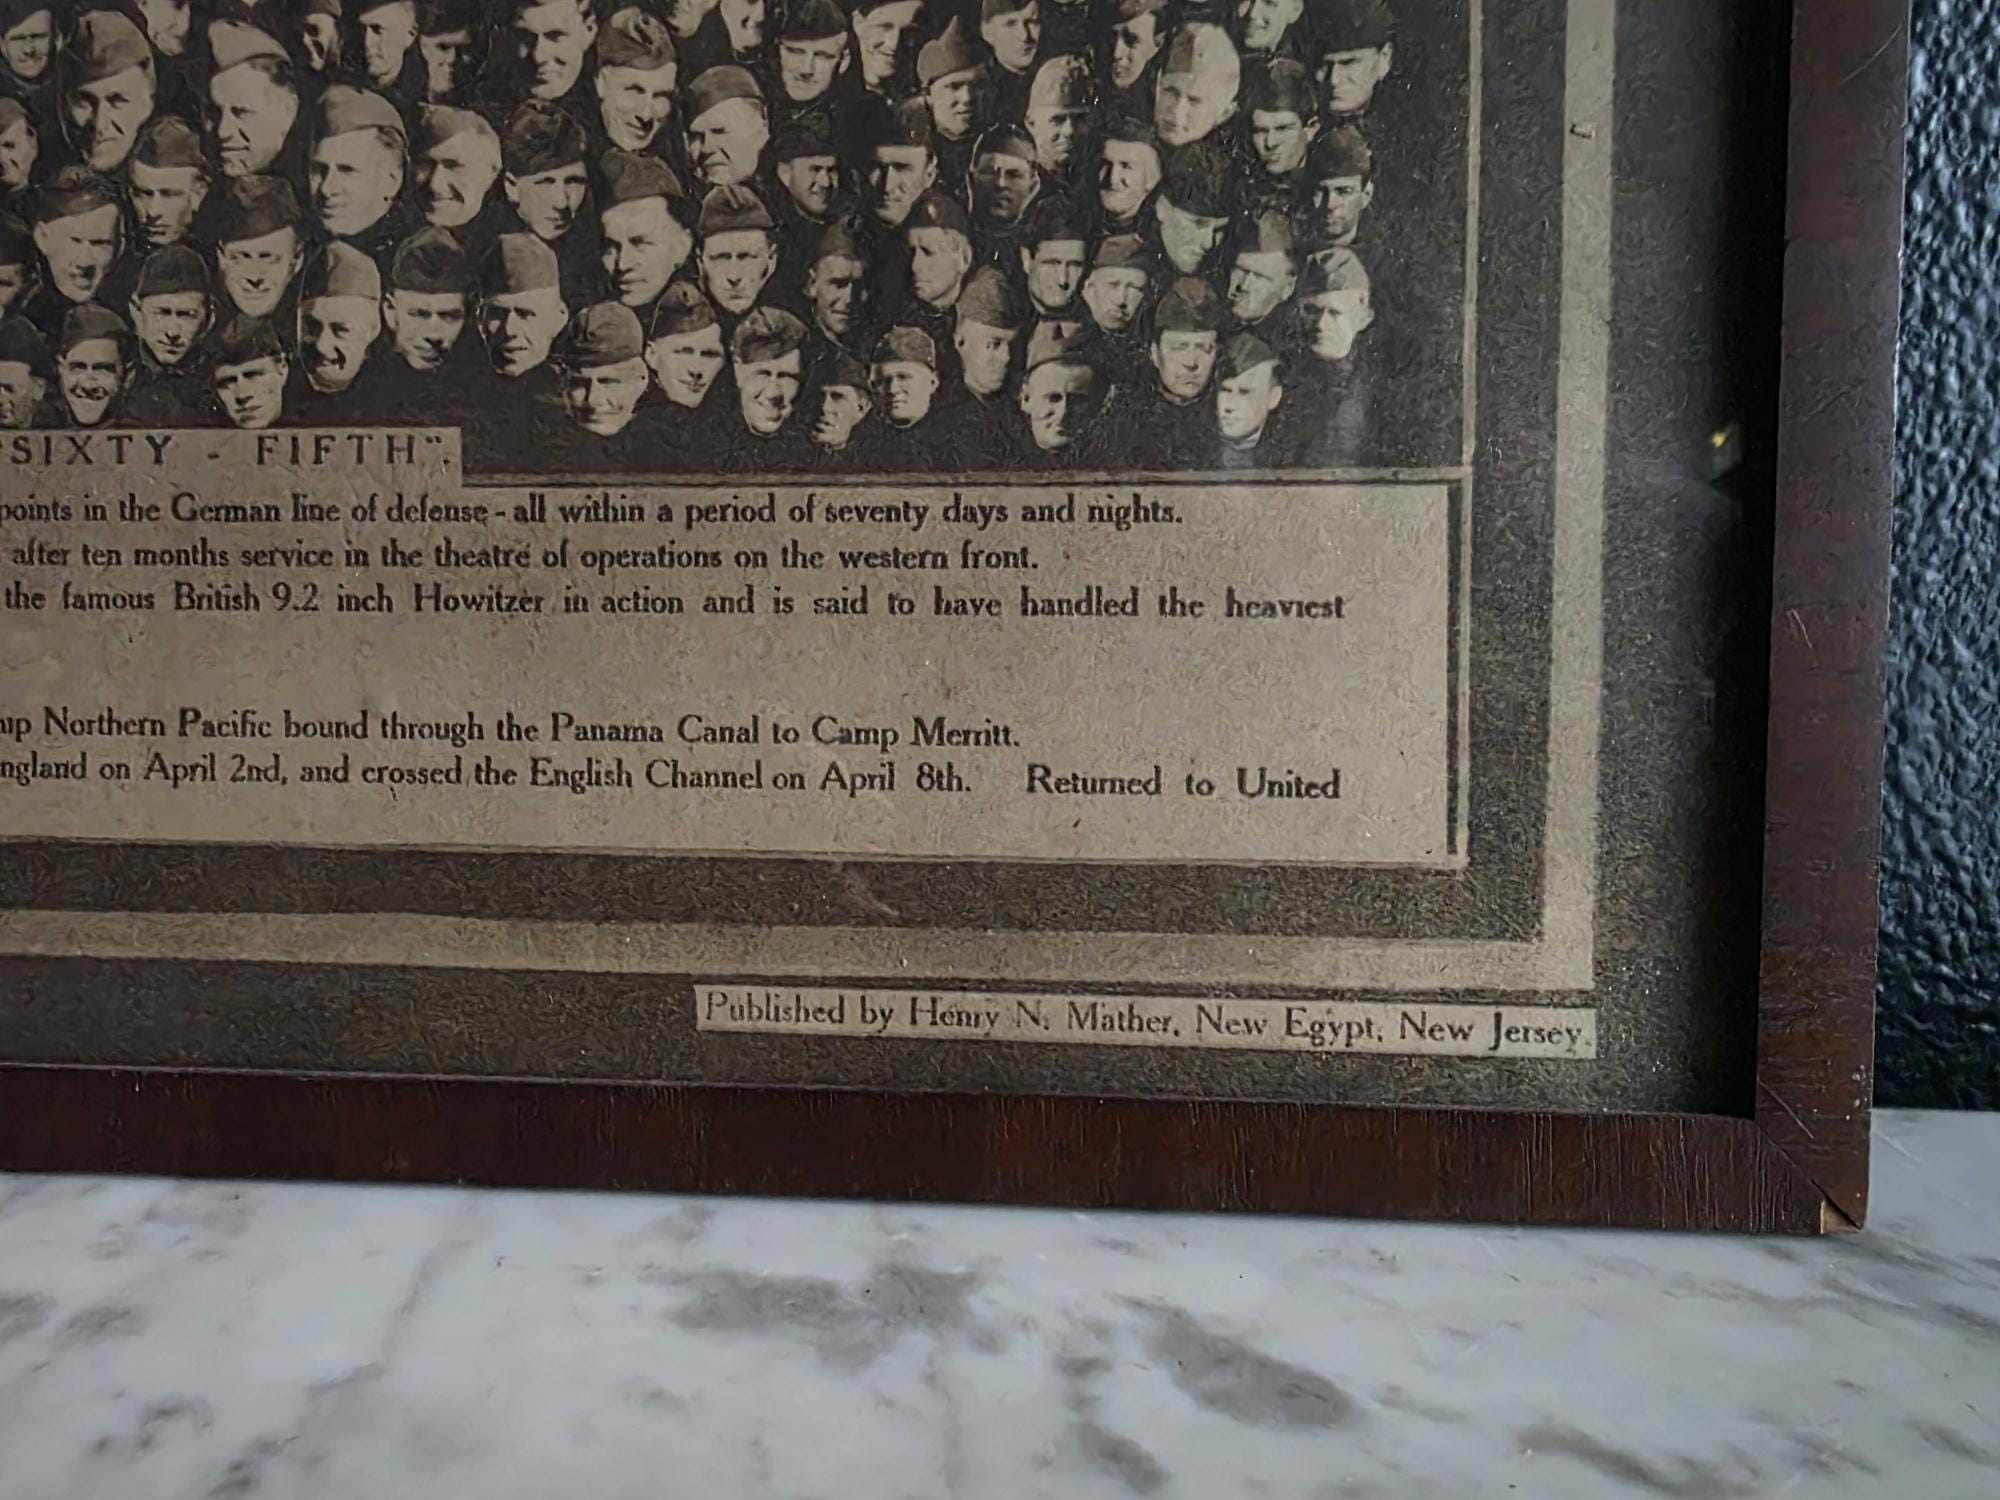 "SIXTY - FIFTH".
points in the German line of defense - all within a period of seventy days and nights.
after ten months service in the theatre of operations on the western front.
the famous British 9.2 inch Howitzer in action and is said to have handled the heaviest
up Northern Pacific bound through the Panama Canal to Camp Merritt.
ngland on April 2nd, and crossed the English Channel on April 8th. Returned to United
Published by Henry N. Mather, New Egypt, New Jersey.